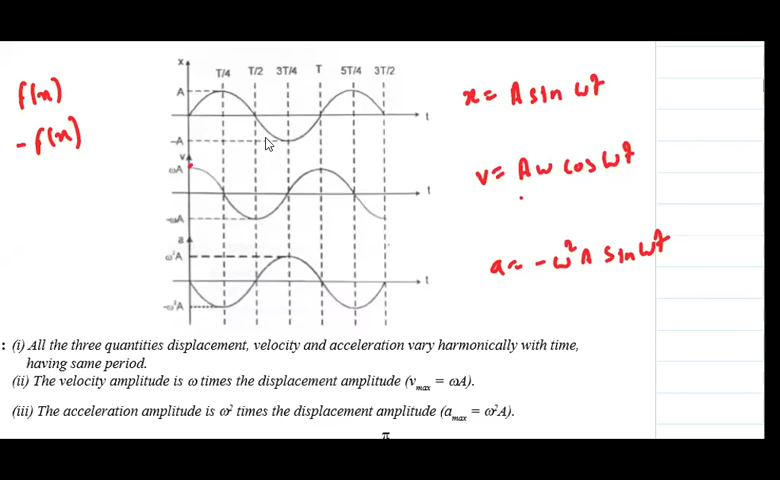 f(x)
-f(x)
x
T/4 T/2 3T/4 T 5T/4 3T/2
A
t
-A
x = A sin ωt
v
ωA
t
-ωA
v = Aω cos ωt
a
ω²A
t
-ω²A
a = -ω²A sin ωt
: (i) All the three quantities displacement, velocity and acceleration vary harmonically with time,
having same period.
(ii) The velocity amplitude is ω times the displacement amplitude (vmax = ωA).
(iii) The acceleration amplitude is ω² times the displacement amplitude (amax = ω²A).
π